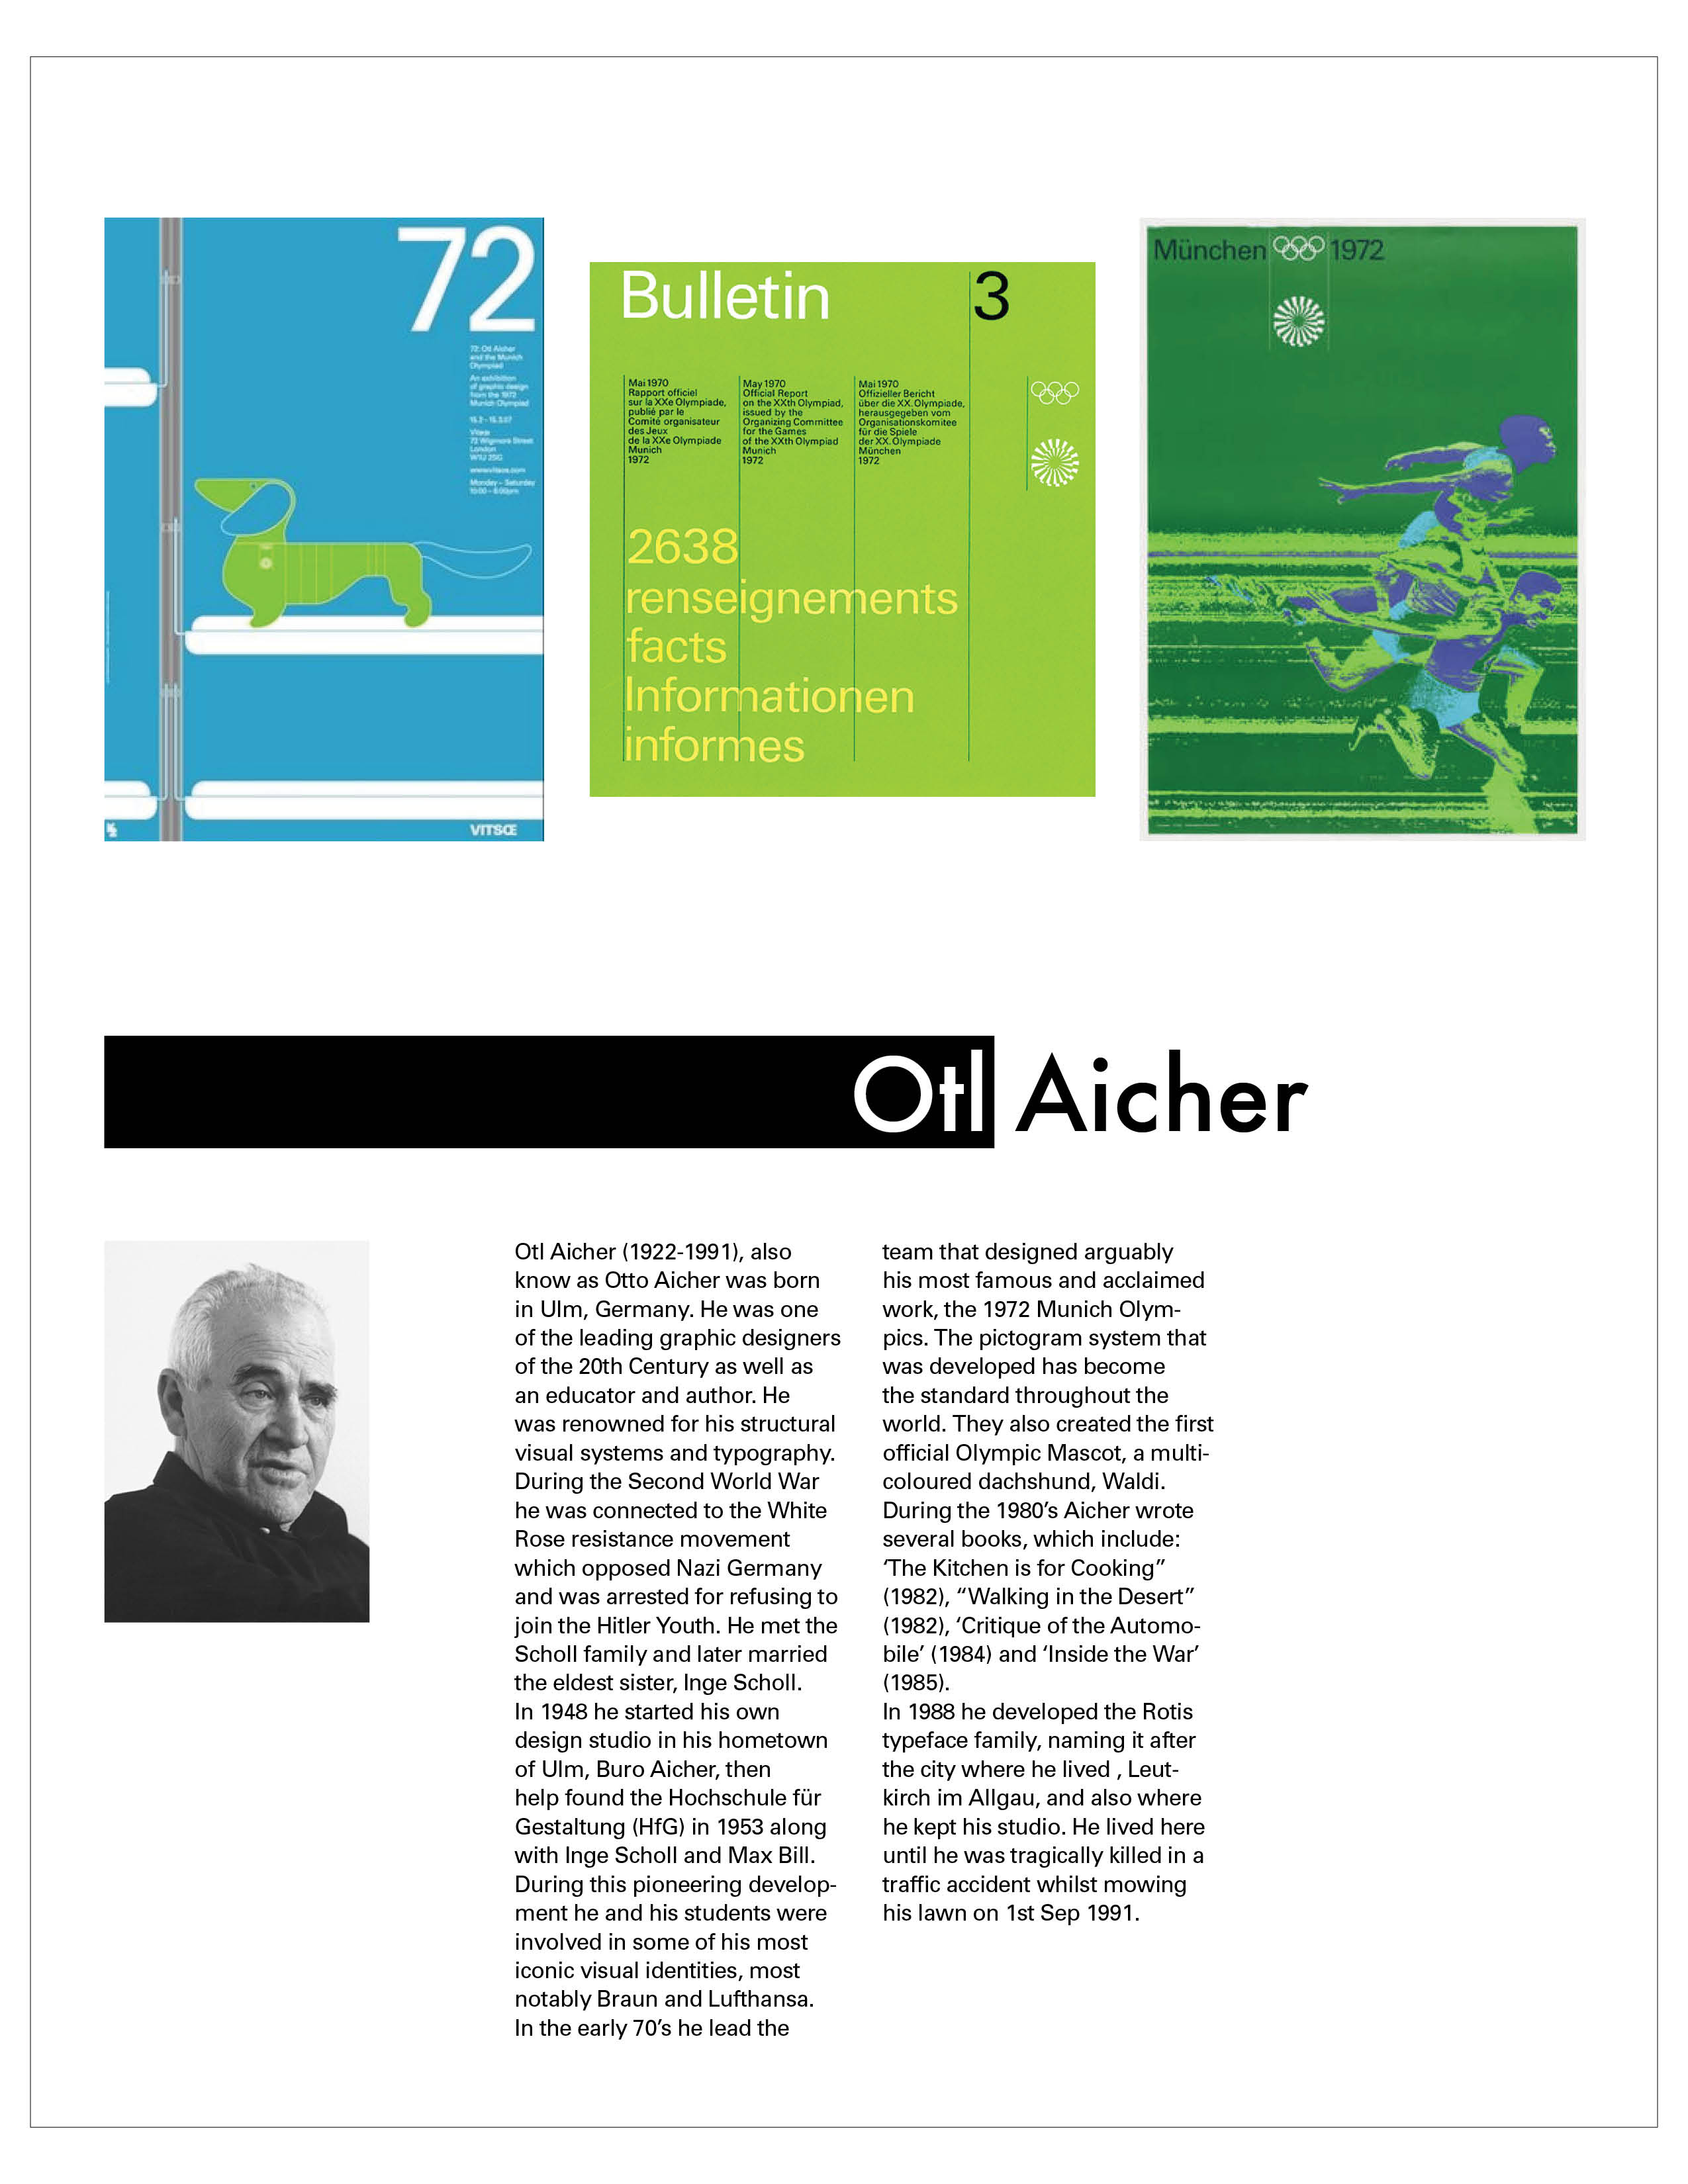 72
72: Otl Aicher
and the Munich
Olympiad
An exhibition
of graphic design
from the 1972
Munich Olympiad
15.2 – 15.3.07
Vitsœ
72 Wigmore Street
London
W1U 2SG
www.vitsoe.com
Monday – Saturday
10:00 – 6:00pm
VITSŒ
Bulletin 3
Mai 1970
Rapport officiel
sur la XXe Olympiade,
publié par le
Comité organisateur
des Jeux
de la XXe Olympiade
Munich
1972
May 1970
Official Report
on the XXth Olympiad,
issued by the
Organizing Committee
for the Games
of the XXth Olympiad
Munich
1972
Mai 1970
Offizieller Bericht
über die XX. Olympiade,
herausgegeben vom
Organisationskomitee
für die Spiele
der XX. Olympiade
München
1972
2638
renseignements
facts
Informationen
informes
München 1972
Otl Aicher
Otl Aicher (1922-1991), also
know as Otto Aicher was born
in Ulm, Germany. He was one
of the leading graphic designers
of the 20th Century as well as
an educator and author. He
was renowned for his structural
visual systems and typography.
During the Second World War
he was connected to the White
Rose resistance movement
which opposed Nazi Germany
and was arrested for refusing to
join the Hitler Youth. He met the
Scholl family and later married
the eldest sister, Inge Scholl.
In 1948 he started his own
design studio in his hometown
of Ulm, Buro Aicher, then
help found the Hochschule für
Gestaltung (HfG) in 1953 along
with Inge Scholl and Max Bill.
During this pioneering develop-
ment he and his students were
involved in some of his most
iconic visual identities, most
notably Braun and Lufthansa.
In the early 70’s he lead the
team that designed arguably
his most famous and acclaimed
work, the 1972 Munich Olym-
pics. The pictogram system that
was developed has become
the standard throughout the
world. They also created the first
official Olympic Mascot, a multi-
coloured dachshund, Waldi.
During the 1980’s Aicher wrote
several books, which include:
‘The Kitchen is for Cooking”
(1982), “Walking in the Desert”
(1982), ‘Critique of the Automo-
bile’ (1984) and ‘Inside the War’
(1985).
In 1988 he developed the Rotis
typeface family, naming it after
the city where he lived , Leut-
kirch im Allgau, and also where
he kept his studio. He lived here
until he was tragically killed in a
traffic accident whilst mowing
his lawn on 1st Sep 1991.